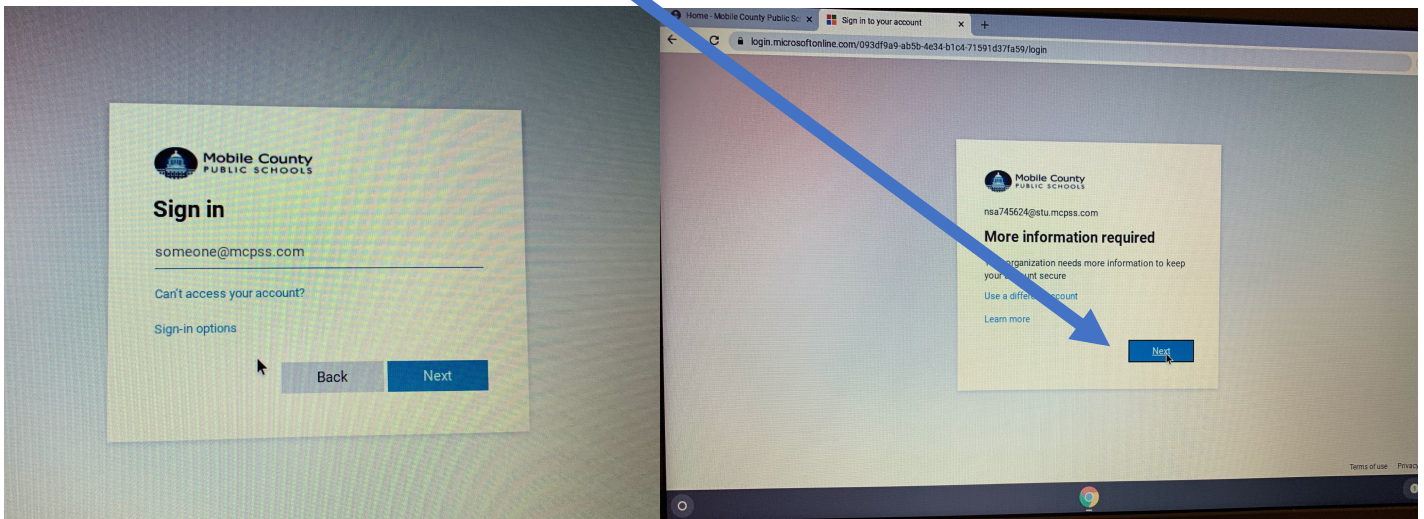 Mobile County
PUBLIC SCHOOLS
Sign in
someone@mcpss.com
Can't access your account?
Sign-in options
Back
Next
Home - Mobile County Public Sc
Sign in to your account
login.microsoftonline.com/093df9a9-ab5b-4e34-b1c4-71591d37fa59/login
Mobile County
PUBLIC SCHOOLS
nsa745624@stu.mcpss.com
More information required
organization needs more information to keep
your account secure
Use a different account
Learn more
Next
Terms of use Privacy